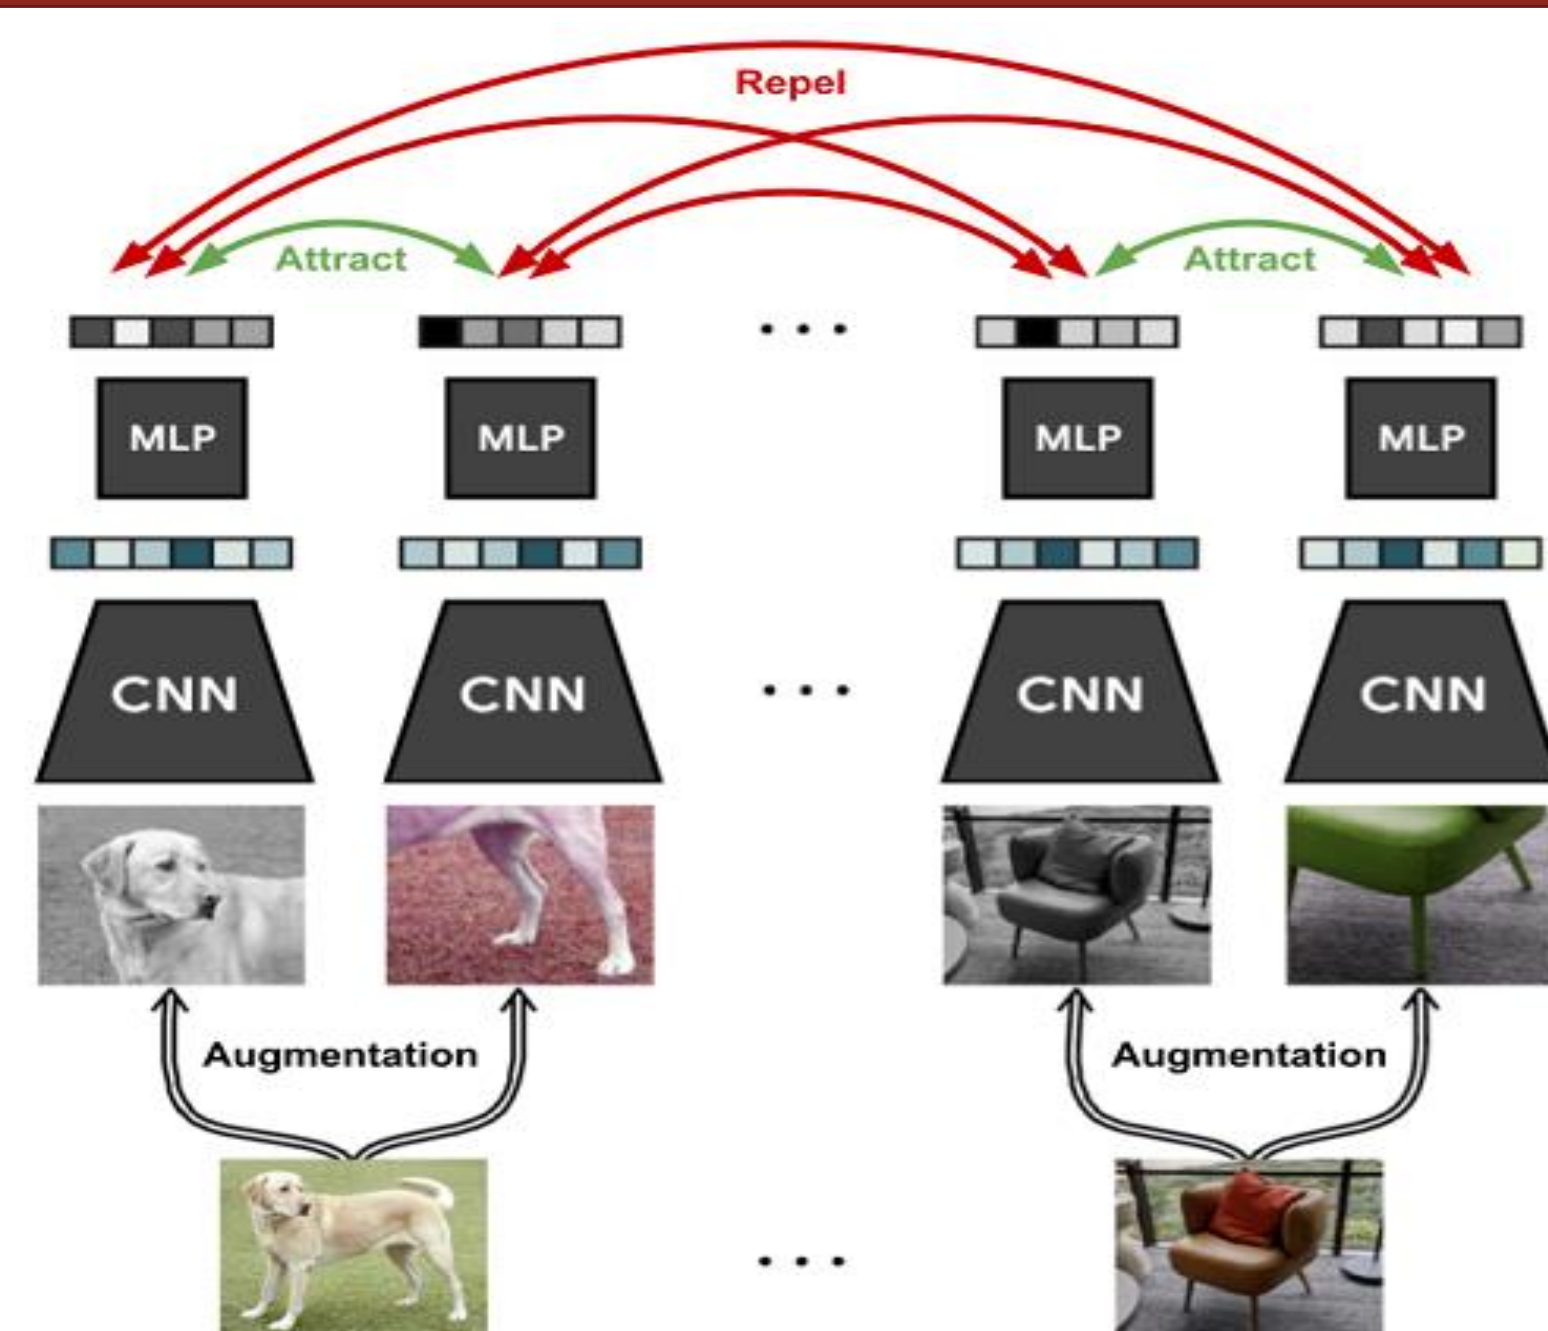 Repel
Attract Attract
. . .
MLP MLP MLP MLP
CNN CNN . . . CNN CNN
Augmentation Augmentation
. . .